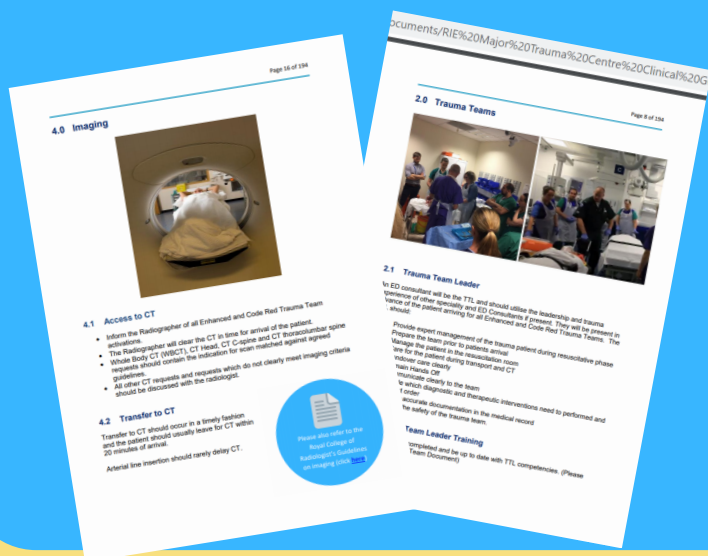 Page 16 of 194
4.0 Imaging
4.1 Access to CT
• Inform the Radiographer of all Enhanced and Code Red Trauma Team
activations.
• The Radiographer will clear the CT in time for arrival of the patient.
• Whole Body CT (WBCT), CT Head, CT C-spine and CT thoracolumbar spine
requests should contain the indication for scan matched against agreed
guidelines.
• All other CT requests and requests which do not clearly meet imaging criteria
should be discussed with the radiologist.
4.2 Transfer to CT
Transfer to CT should occur in a timely fashion
and the patient should usually leave for CT within
20 minutes of arrival.
Arterial line insertion should rarely delay CT.
Please also refer to the
Royal College of
Radiologist's Guidelines
on Imaging (click here)
ocuments/RIE%20Major%20Trauma%20Centre%20Clinical%20G
2.0 Trauma Teams
Page 8 of 194
2.1 Trauma Team Leader
An ED consultant will be the TTL and should utilise the leadership and trauma
xperience of other speciality and ED Consultants if present. They will be present in
vance of the patient arriving for all Enhanced and Code Red Trauma Teams. The
should:
Provide expert management of the trauma patient during resuscitative phase
Prepare the team prior to patients arrival
Manage the patient in the resuscitation room
are for the patient during transport and CT
ndover care clearly
main Hands Off
municate clearly to the team
le which diagnostic and therapeutic interventions need to performed and
t order
accurate documentation in the medical record
he safety of the trauma team.
Team Leader Training
ompleted and be up to date with TTL competencies. (Please
Team Document)